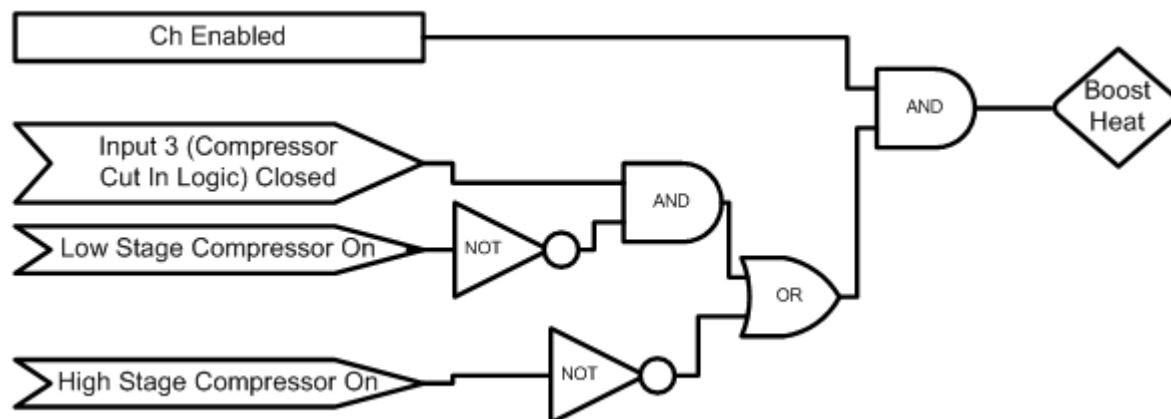 Ch Enabled
AND
Boost
Heat
Input 3 (Compressor
Cut In Logic) Closed
AND
Low Stage Compressor On
NOT
OR
High Stage Compressor On
NOT